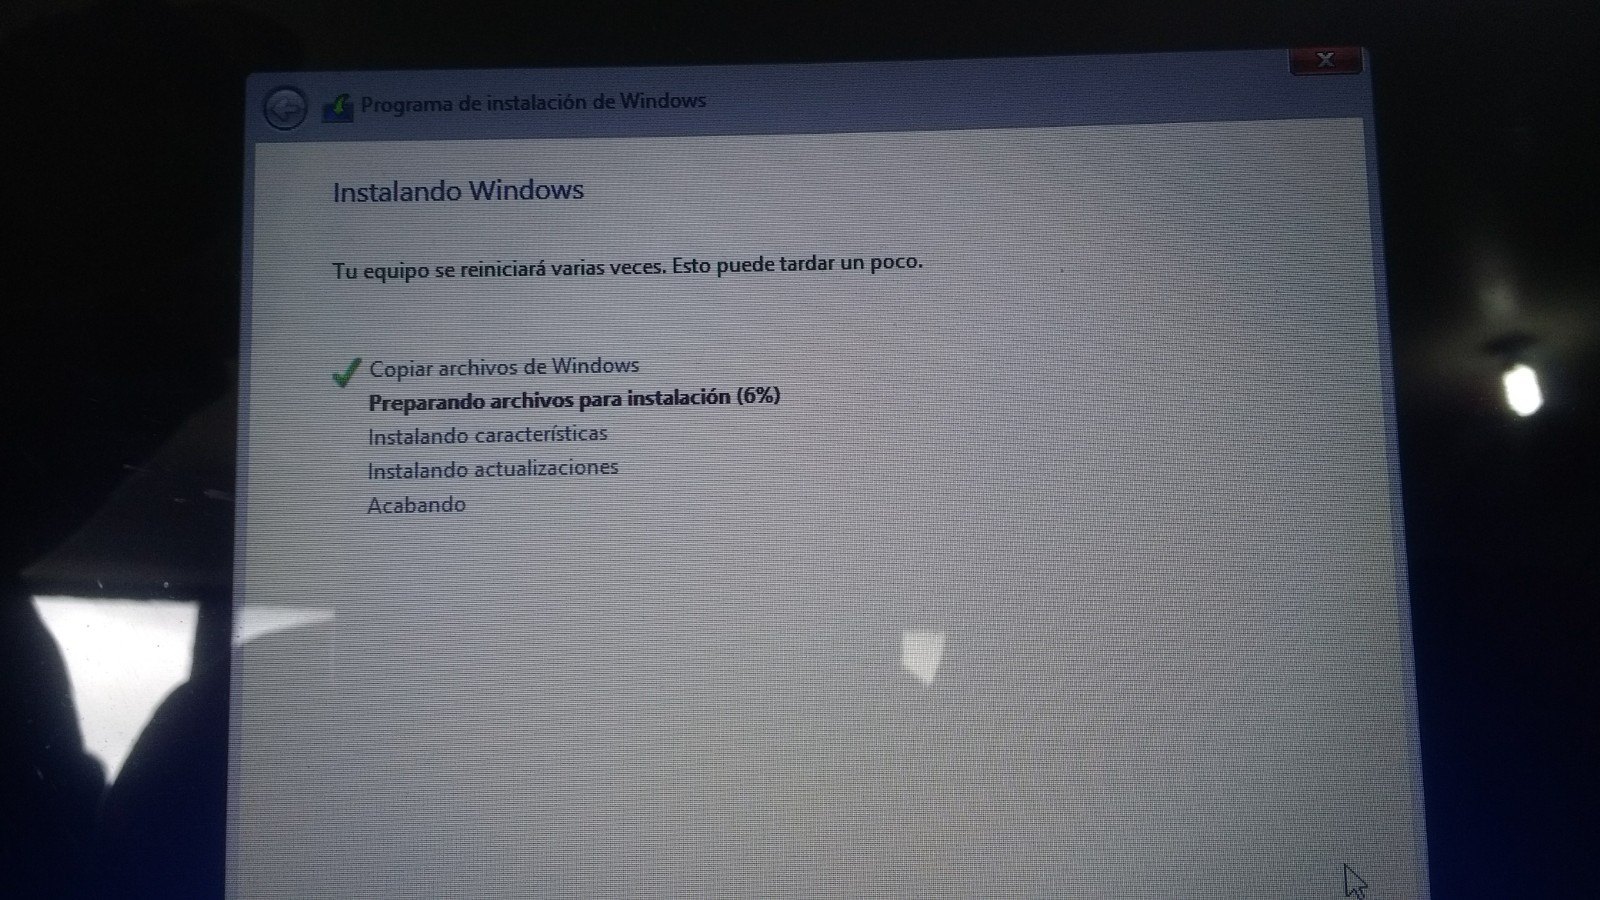 Programa de instalación de Windows
Instalando Windows
Tu equipo se reiniciará varias veces. Esto puede tardar un poco.
Copiar archivos de Windows
Preparando archivos para instalación (6%)
Instalando características
Instalando actualizaciones
Acabando